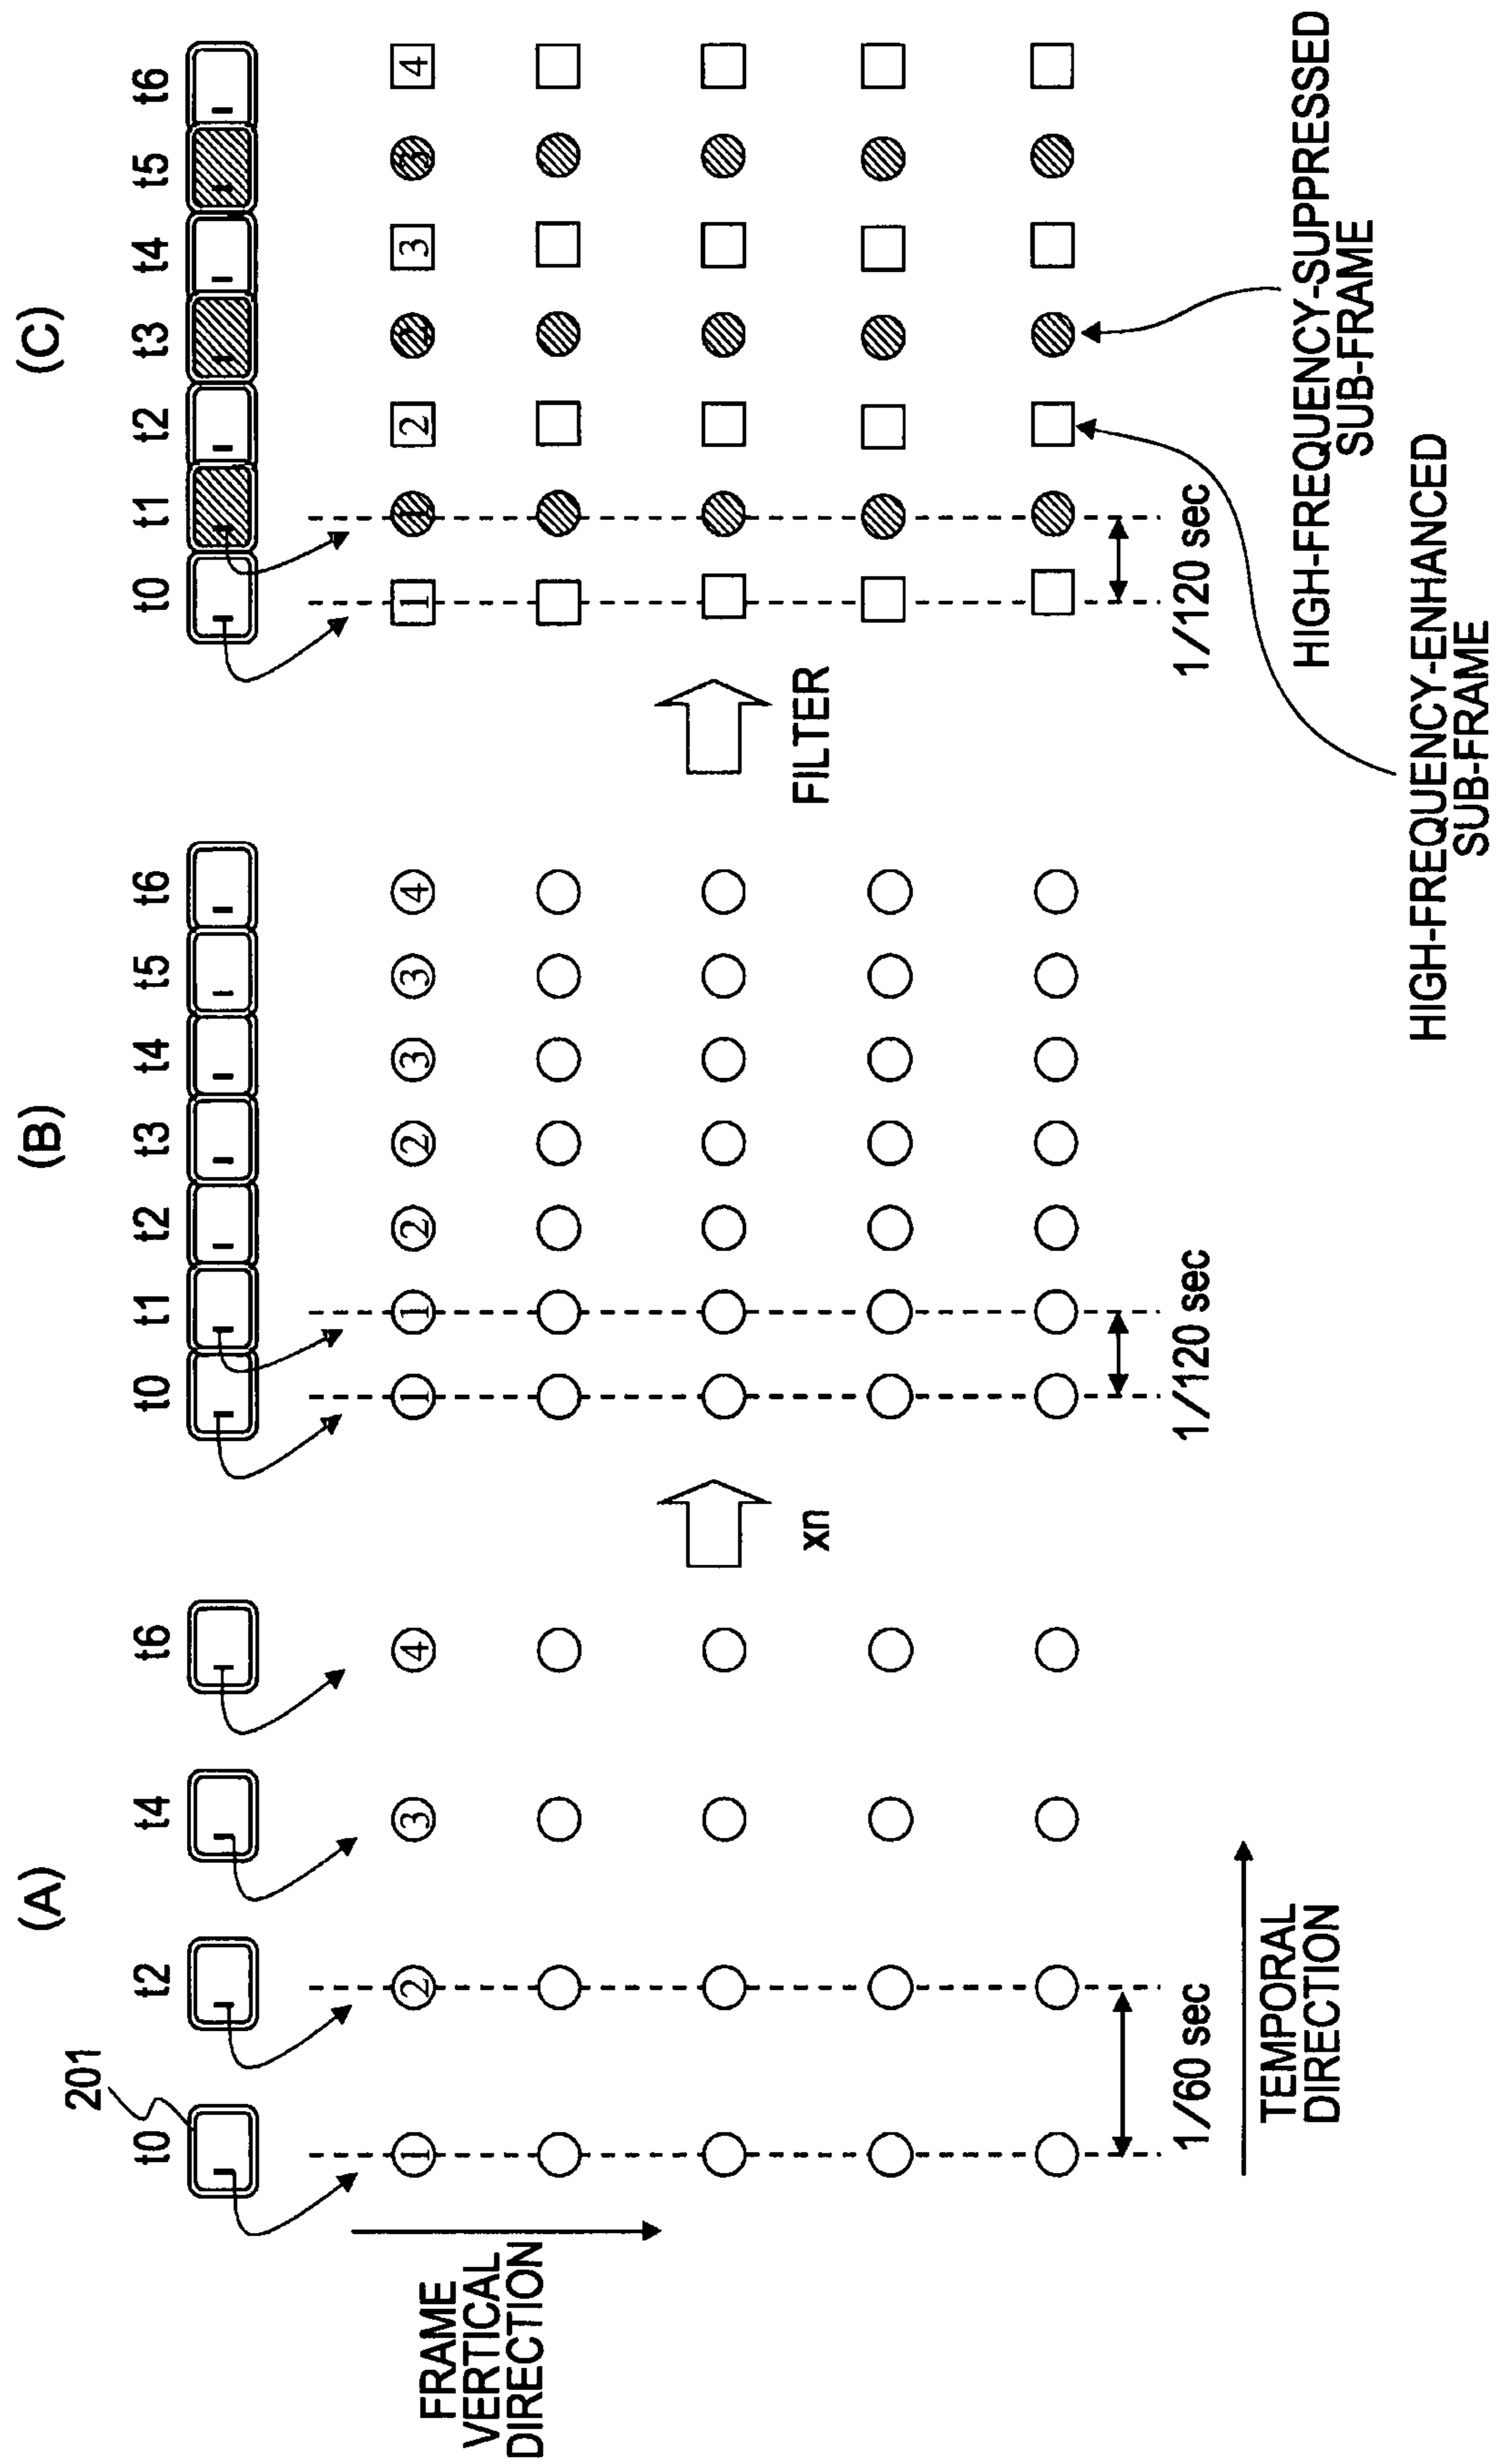 (A)
201
t0 t2 t4 t6
1 2 3 4
FRAME
VERTICAL
DIRECTION
1/60 sec
TEMPORAL
DIRECTION
xn
(B)
t0 t1 t2 t3 t4 t5 t6
1 1 2 2 3 3 4
1/120 sec
FILTER
(C)
t0 t1 t2 t3 t4 t5 t6
1 1 2 2 3 3 4
1/120 sec
HIGH-FREQUENCY-SUPPRESSED
SUB-FRAME
HIGH-FREQUENCY-ENHANCED
SUB-FRAME